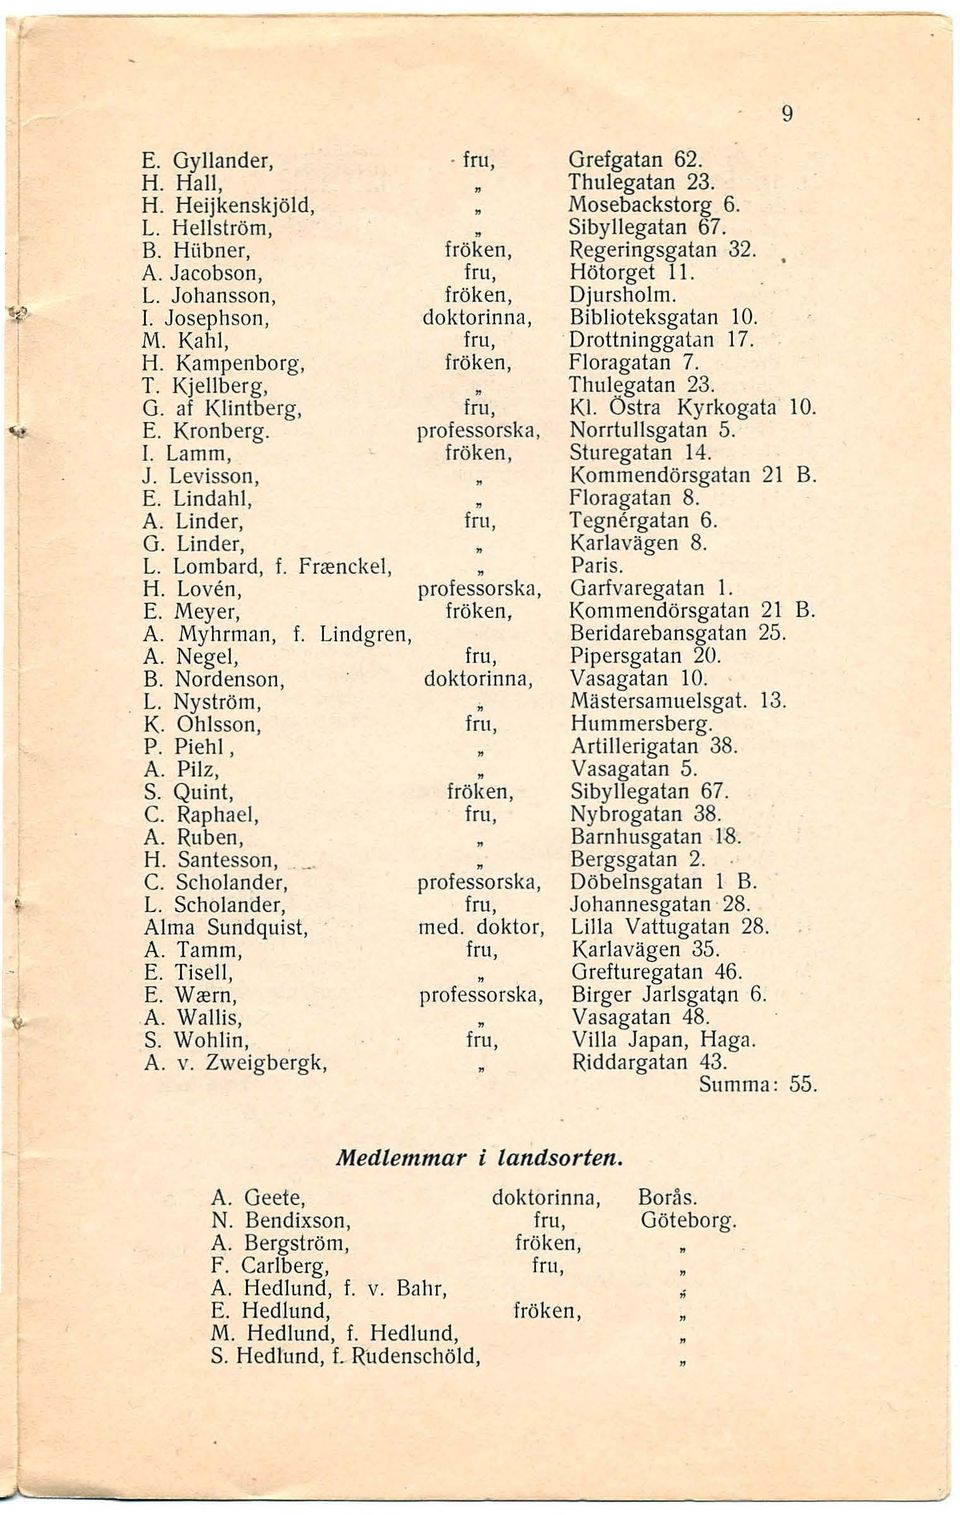 9
E. Gyllander, fru, Grefgatan 62.
H. Hall, „ Thulegatan 23.
H. Heijkenskjöld, „ Mosebackstorg 6.
L. Hellström, „ Sibyllegatan 67.
B. Hübner, fröken, Regeringsgatan 32.
A. Jacobson, fru, Hötorget 11.
L. Johansson, fröken, Djursholm.
I. Josephson, doktorinna, Biblioteksgatan 10.
M. Kahl, fru, Drottninggatan 17.
H. Kampenborg, fröken, Floragatan 7.
T. Kjellberg, „ Thulegatan 23.
G. af Klintberg, fru, Kl. Östra Kyrkogata 10.
E. Kronberg. professorska, Norrtullsgatan 5.
I. Lamm, fröken, Sturegatan 14.
J. Levisson, „ Kommendörsgatan 21 B.
E. Lindahl, „ Floragatan 8.
A. Linder, fru, Tegnérgatan 6.
G. Linder, „ Karlavägen 8.
L. Lombard, f. Frænckel, „ Paris.
H. Lovén, professorska, Garfvaregatan 1.
E. Meyer, fröken, Kommendörsgatan 21 B.
A. Myhrman, f. Lindgren, Beridarebansgatan 25.
A. Negel, fru, Pipersgatan 20.
B. Nordenson, doktorinna, Vasagatan 10.
L. Nyström, „ Mästersamuelsgat. 13.
K. Ohlsson, fru, Hummersberg.
P. Piehl, „ Artillerigatan 38.
A. Pilz, „ Vasagatan 5.
S. Quint, fröken, Sibyllegatan 67.
C. Raphael, fru, Nybrogatan 38.
A. Ruben, „ Barnhusgatan 18.
H. Santesson, „ Bergsgatan 2.
C. Scholander, professorska, Döbelnsgatan 1 B.
L. Scholander, fru, Johannesgatan 28.
Alma Sundquist, med. doktor, Lilla Vattugatan 28.
A. Tamm, fru, Karlavägen 35.
E. Tisell, „ Grefturegatan 46.
E. Wærn, professorska, Birger Jarlsgatan 6.
A. Wallis, „ Vasagatan 48.
S. Wohlin, fru, Villa Japan, Haga.
A. v. Zweigbergk, „ Riddargatan 43.
Summa: 55.
Medlemmar i landsorten.
A. Geete, doktorinna, Borås.
N. Bendixson, fru, Göteborg.
A. Bergström, fröken, „
F. Carlberg, fru, „
A. Hedlund, f. v. Bahr, „
E. Hedlund, fröken, „
M. Hedlund, f. Hedlund, „
S. Hedlund, f. Rudenschöld, „